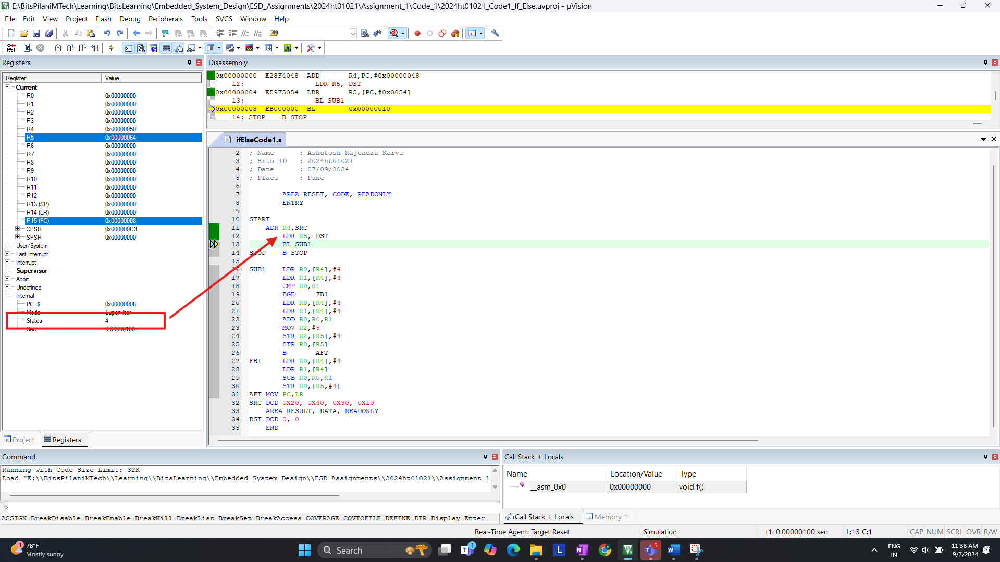 E:\BitsPilaniMTech\Learning\BitsLearning\Embedded_System_Design\ESD_Assignments\2024ht01021\Assignment_1\Code_1\2024ht01021_Code1_If_Else.uvproj - µVision
File Edit View Project Flash Debug Peripherals Tools SVCS Window Help
RST
Registers
Register Value
Current
R0 0x00000000
R1 0x00000000
R2 0x00000000
R3 0x00000000
R4 0x00000050
R5 0x00000064
R6 0x00000000
R7 0x00000000
R8 0x00000000
R9 0x00000000
R10 0x00000000
R11 0x00000000
R12 0x00000000
R13 (SP) 0x00000000
R14 (LR) 0x00000000
R15 (PC) 0x00000008
CPSR 0x000000D3
SPSR 0x00000000
User/System
Fast Interrupt
Interrupt
Supervisor
Abort
Undefined
Internal
PC $ 0x00000008
Mode Supervisor
States 4
Sec 0.00000100
Project Registers
Disassembly
0x00000000 E28F4048 ADD R4,PC,#0x00000048
12: LDR R5,=DST
0x00000004 E59F5054 LDR R5,[PC,#0x0054]
13: BL SUB1
0x00000008 EB000000 BL 0x00000010
14: STOP B STOP
ifElseCode1.s
2 ; Name : Ashutosh Rajendra Karve
3 ; Bits-ID : 2024ht01021
4 ; Date : 07/09/2024
5 ; Place : Pune
6
7 AREA RESET, CODE, READONLY
8 ENTRY
9
10 START
11 ADR R4,SRC
12 LDR R5,=DST
13 BL SUB1
14 STOP B STOP
15
16 SUB1 LDR R0,[R4],#4
17 LDR R1,[R4],#4
18 CMP R0,R1
19 BGE FB1
20 LDR R0,[R4],#4
21 LDR R1,[R4],#4
22 ADD R0,R0,R1
23 MOV R2,#5
24 STR R2,[R5],#4
25 STR R0,[R5]
26 B AFT
27 FB1 LDR R0,[R4],#4
28 LDR R1,[R4]
29 SUB R0,R0,R1
30 STR R0,[R5,#4]
31 AFT MOV PC,LR
32 SRC DCD 0X20, 0X40, 0X30, 0X10
33 AREA RESULT, DATA, READONLY
34 DST DCD 0, 0
35 END
Command
Running with Code Size Limit: 32K
Load "E:\\BitsPilaniMTech\\Learning\\BitsLearning\\Embedded_System_Design\\ESD_Assignments\\2024ht01021\\Assignment_1
>
ASSIGN BreakDisable BreakEnable BreakKill BreakList BreakSet BreakAccess COVERAGE COVTOFILE DEFINE DIR Display Enter
Call Stack + Locals
Name Location/Value Type
__asm_0x0 0x00000000 void f()
Call Stack + Locals Memory 1
Real-Time Agent: Target Reset Simulation t1: 0.00000100 sec L:13 C:1 CAP NUM SCRL OVR R/W
1 78°F
Mostly sunny
Search
1
5
ENG
IN
11:38 AM
9/7/2024